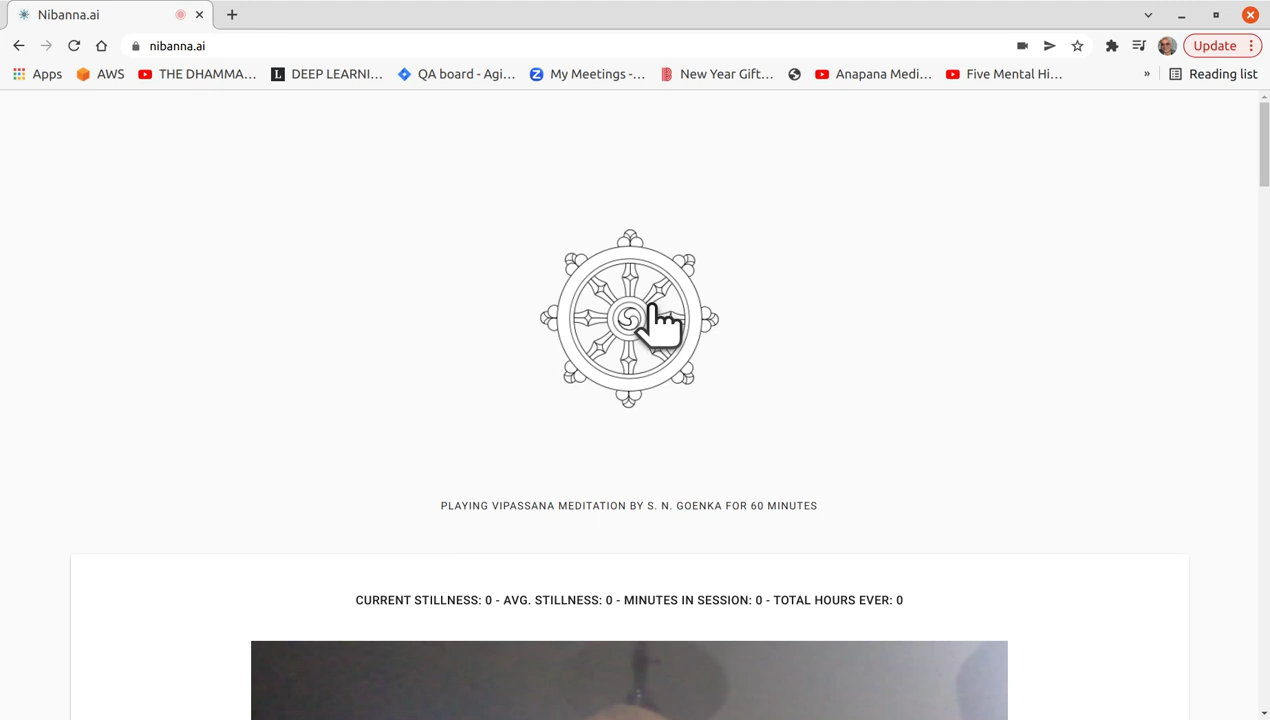 Nibanna.ai
nibanna.ai
Update
Apps
AWS
THE DHAMMA...
L DEEP LEARNI...
QA board - Agi...
Z My Meetings -...
B New Year Gift...
Anapana Medi...
Five Mental Hi...
»
Reading list
PLAYING VIPASSANA MEDITATION BY S. N. GOENKA FOR 60 MINUTES
CURRENT STILLNESS: 0 - AVG. STILLNESS: 0 - MINUTES IN SESSION: 0 - TOTAL HOURS EVER: 0